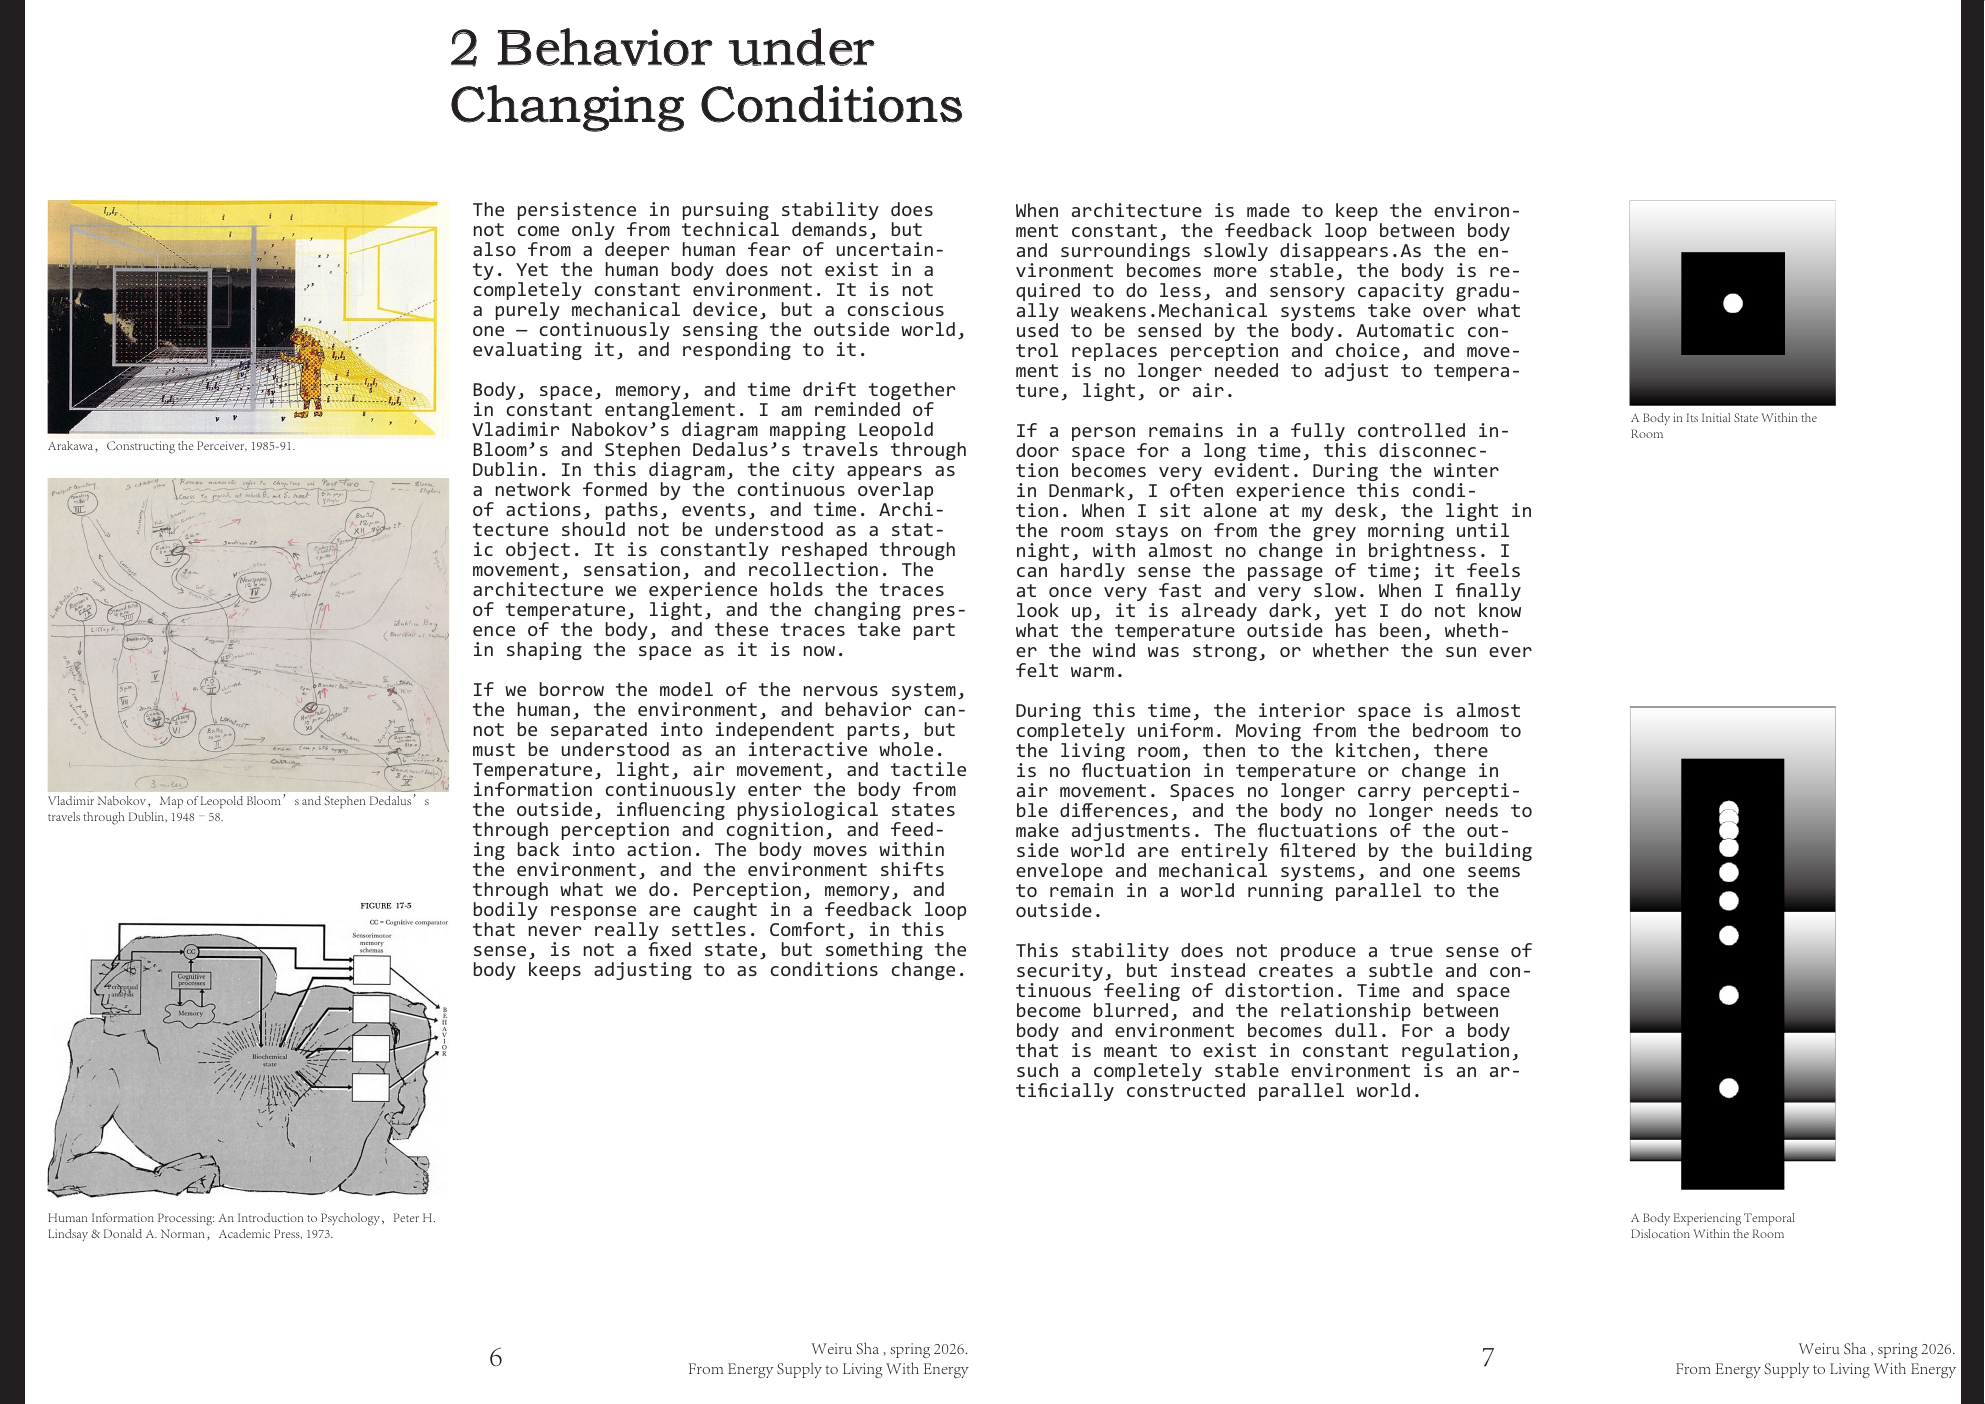 2 Behavior under
Changing Conditions
Arakawa, Constructing the Perceiver, 1985-91.
Vladimir Nabokov, Map of Leopold Bloom’s and Stephen Dedalus’s
travels through Dublin, 1948–58.
FIGURE 17-5
CC = Cognitive comparator
Sensorimotor
memory
schemas
CC
Perceptual
analysis
Cognitive
processes
Memory
Biochemical
state
BEHAVIOR
Human Information Processing: An Introduction to Psychology, Peter H.
Lindsay & Donald A. Norman, Academic Press, 1973.
The persistence in pursuing stability does
not come only from technical demands, but
also from a deeper human fear of uncertain-
ty. Yet the human body does not exist in a
completely constant environment. It is not
a purely mechanical device, but a conscious
one — continuously sensing the outside world,
evaluating it, and responding to it.
Body, space, memory, and time drift together
in constant entanglement. I am reminded of
Vladimir Nabokov’s diagram mapping Leopold
Bloom’s and Stephen Dedalus’s travels through
Dublin. In this diagram, the city appears as
a network formed by the continuous overlap
of actions, paths, events, and time. Archi-
tecture should not be understood as a stat-
ic object. It is constantly reshaped through
movement, sensation, and recollection. The
architecture we experience holds the traces
of temperature, light, and the changing pres-
ence of the body, and these traces take part
in shaping the space as it is now.
If we borrow the model of the nervous system,
the human, the environment, and behavior can-
not be separated into independent parts, but
must be understood as an interactive whole.
Temperature, light, air movement, and tactile
information continuously enter the body from
the outside, influencing physiological states
through perception and cognition, and feed-
ing back into action. The body moves within
the environment, and the environment shifts
through what we do. Perception, memory, and
bodily response are caught in a feedback loop
that never really settles. Comfort, in this
sense, is not a fixed state, but something the
body keeps adjusting to as conditions change.
6
Weiru Sha , spring 2026.
From Energy Supply to Living With Energy
When architecture is made to keep the environ-
ment constant, the feedback loop between body
and surroundings slowly disappears.As the en-
vironment becomes more stable, the body is re-
quired to do less, and sensory capacity gradu-
ally weakens.Mechanical systems take over what
used to be sensed by the body. Automatic con-
trol replaces perception and choice, and move-
ment is no longer needed to adjust to tempera-
ture, light, or air.
If a person remains in a fully controlled in-
door space for a long time, this disconnec-
tion becomes very evident. During the winter
in Denmark, I often experience this condi-
tion. When I sit alone at my desk, the light in
the room stays on from the grey morning until
night, with almost no change in brightness. I
can hardly sense the passage of time; it feels
at once very fast and very slow. When I finally
look up, it is already dark, yet I do not know
what the temperature outside has been, wheth-
er the wind was strong, or whether the sun ever
felt warm.
During this time, the interior space is almost
completely uniform. Moving from the bedroom to
the living room, then to the kitchen, there
is no fluctuation in temperature or change in
air movement. Spaces no longer carry percepti-
ble differences, and the body no longer needs to
make adjustments. The fluctuations of the out-
side world are entirely filtered by the building
envelope and mechanical systems, and one seems
to remain in a world running parallel to the
outside.
This stability does not produce a true sense of
security, but instead creates a subtle and con-
tinuous feeling of distortion. Time and space
become blurred, and the relationship between
body and environment becomes dull. For a body
that is meant to exist in constant regulation,
such a completely stable environment is an ar-
tificially constructed parallel world.
A Body in Its Initial State Within the
Room
A Body Experiencing Temporal
Dislocation Within the Room
7
Weiru Sha , spring 2026.
From Energy Supply to Living With Energy